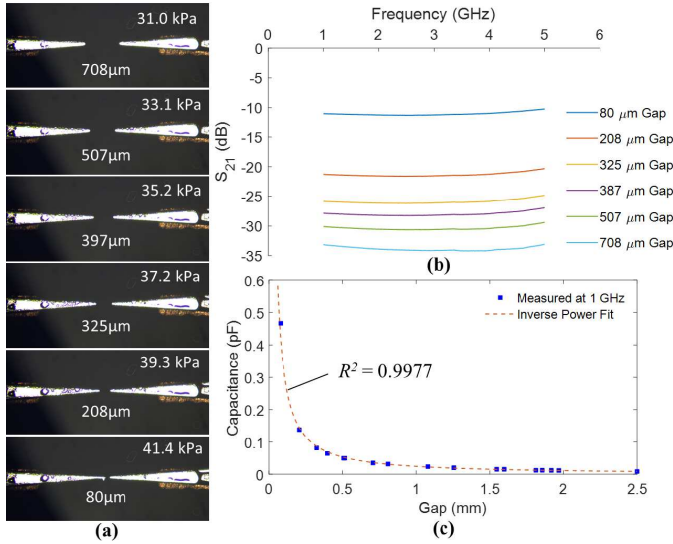 31.0 kPa
708μm
33.1 kPa
507μm
35.2 kPa
397μm
37.2 kPa
325μm
39.3 kPa
208μm
41.4 kPa
80μm
(a)
Frequency (GHz)
0 1 2 3 4 5 6
0
-5
-10
-15
-20
-25
-30
-35
S21 (dB)
80 μm Gap
208 μm Gap
325 μm Gap
387 μm Gap
507 μm Gap
708 μm Gap
(b)
0.6
0.5
0.4
0.3
0.2
0.1
0
Capacitance (pF)
Measured at 1 GHz
Inverse Power Fit
R² = 0.9977
0 0.5 1 1.5 2 2.5
Gap (mm)
(c)